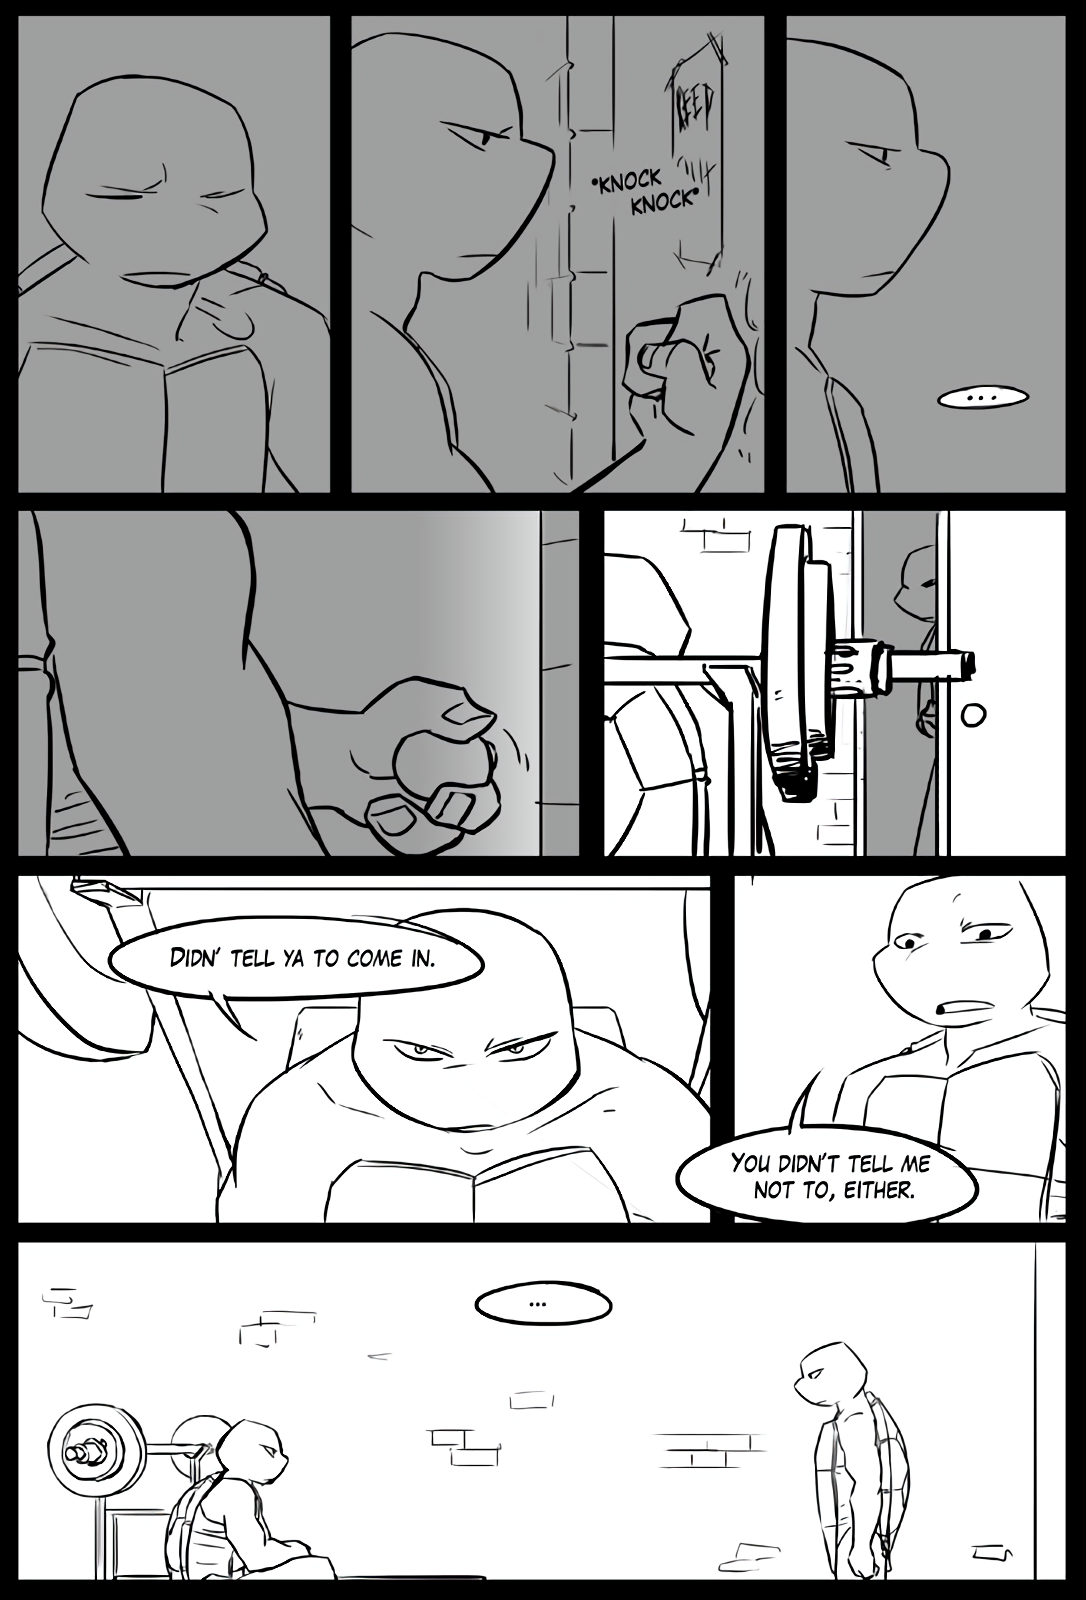 *KNOCK
KNOCK*
...
DIDN' TELL YA TO COME IN.
YOU DIDN'T TELL ME
NOT TO, EITHER.
...